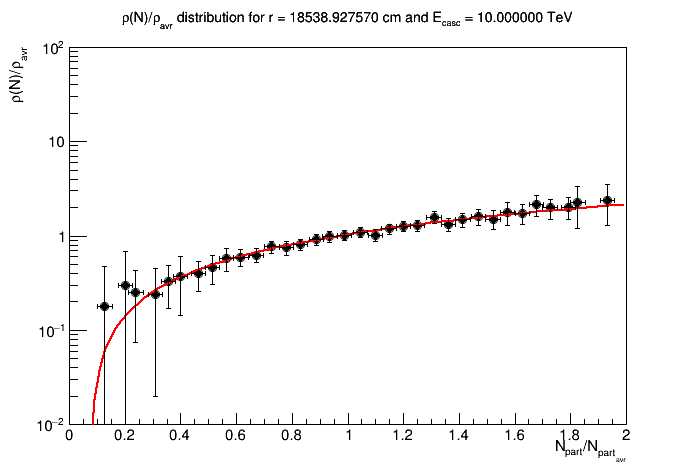 ρ(N)/ρavr distribution for r = 18538.927570 cm and Ecasc = 10.000000 TeV
ρ(N)/ρavr
10²
10
1
10⁻¹
10⁻²
0 0.2 0.4 0.6 0.8 1 1.2 1.4 1.6 1.8 2
Npart/Npartavr